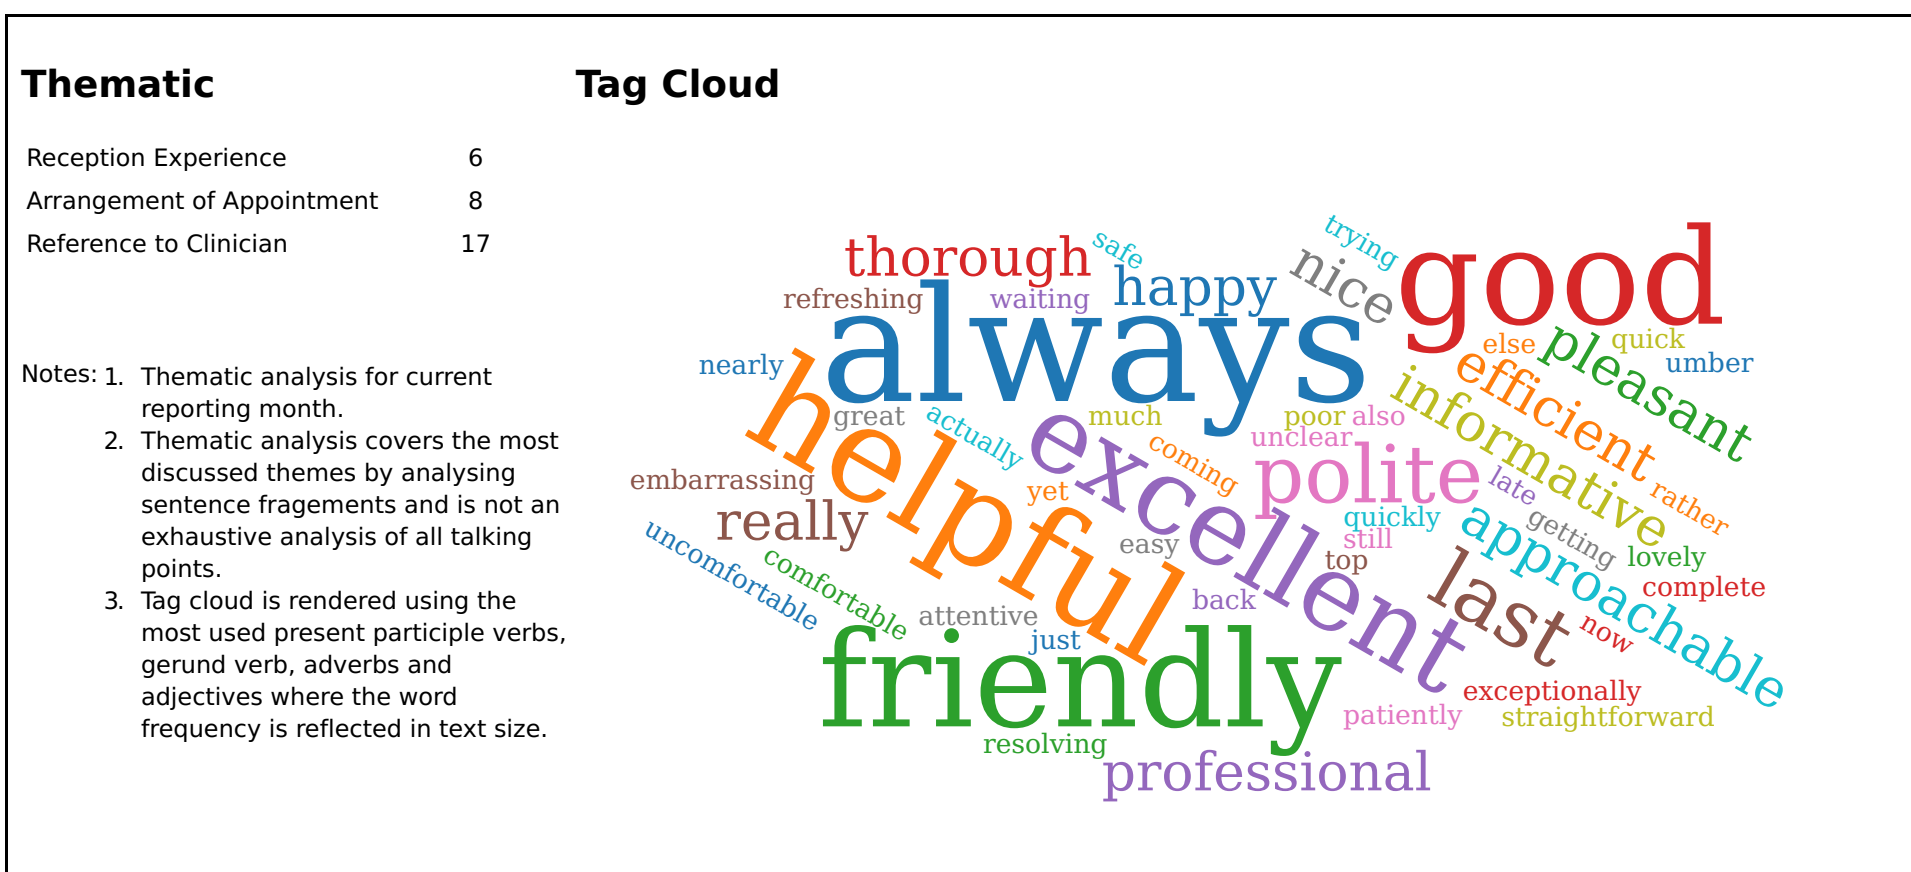 Thematic
Tag Cloud
Reception Experience 6
Arrangement of Appointment 8
Reference to Clinician 17
Notes: 1. Thematic analysis for current
reporting month.
2. Thematic analysis covers the most
discussed themes by analysing
sentence fragements and is not an
exhaustive analysis of all talking
points.
3. Tag cloud is rendered using the
most used present participle verbs,
gerund verb, adverbs and
adjectives where the word
frequency is reflected in text size.
trying
safe
thorough
nice
good
happy
refreshing
waiting
always
else
quick
pleasant
umber
nearly
efficient
informative
great
actually
much
poor
also
unclear
helpful
excellent
coming
polite
embarrassing
yet
late
rather
really
quickly
getting
still
approachable
uncomfortable
comfortable
easy
top
lovely
last
complete
back
attentive
just
now
friendly
exceptionally
patiently
straightforward
resolving
professional